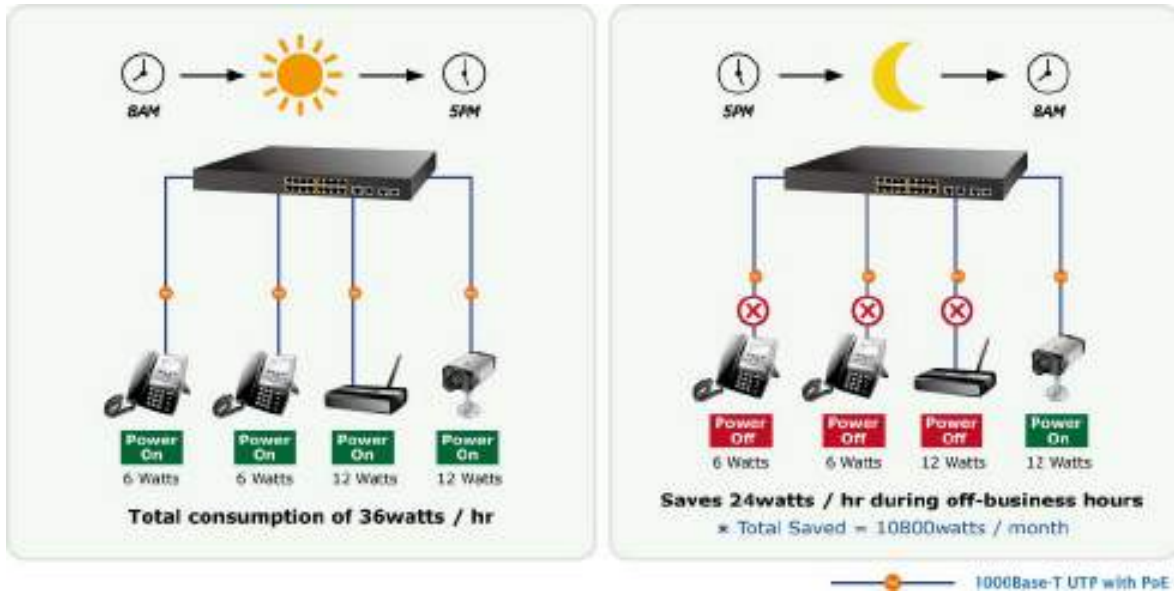 8AM
5PM
Power On
6 Watts
Power On
6 Watts
Power On
12 Watts
Power On
12 Watts
Total consumption of 36watts / hr
5PM
8AM
Power Off
6 Watts
Power Off
6 Watts
Power Off
12 Watts
Power On
12 Watts
Saves 24watts / hr during off-business hours
* Total Saved = 10800watts / month
1000Base-T UTP with PoE